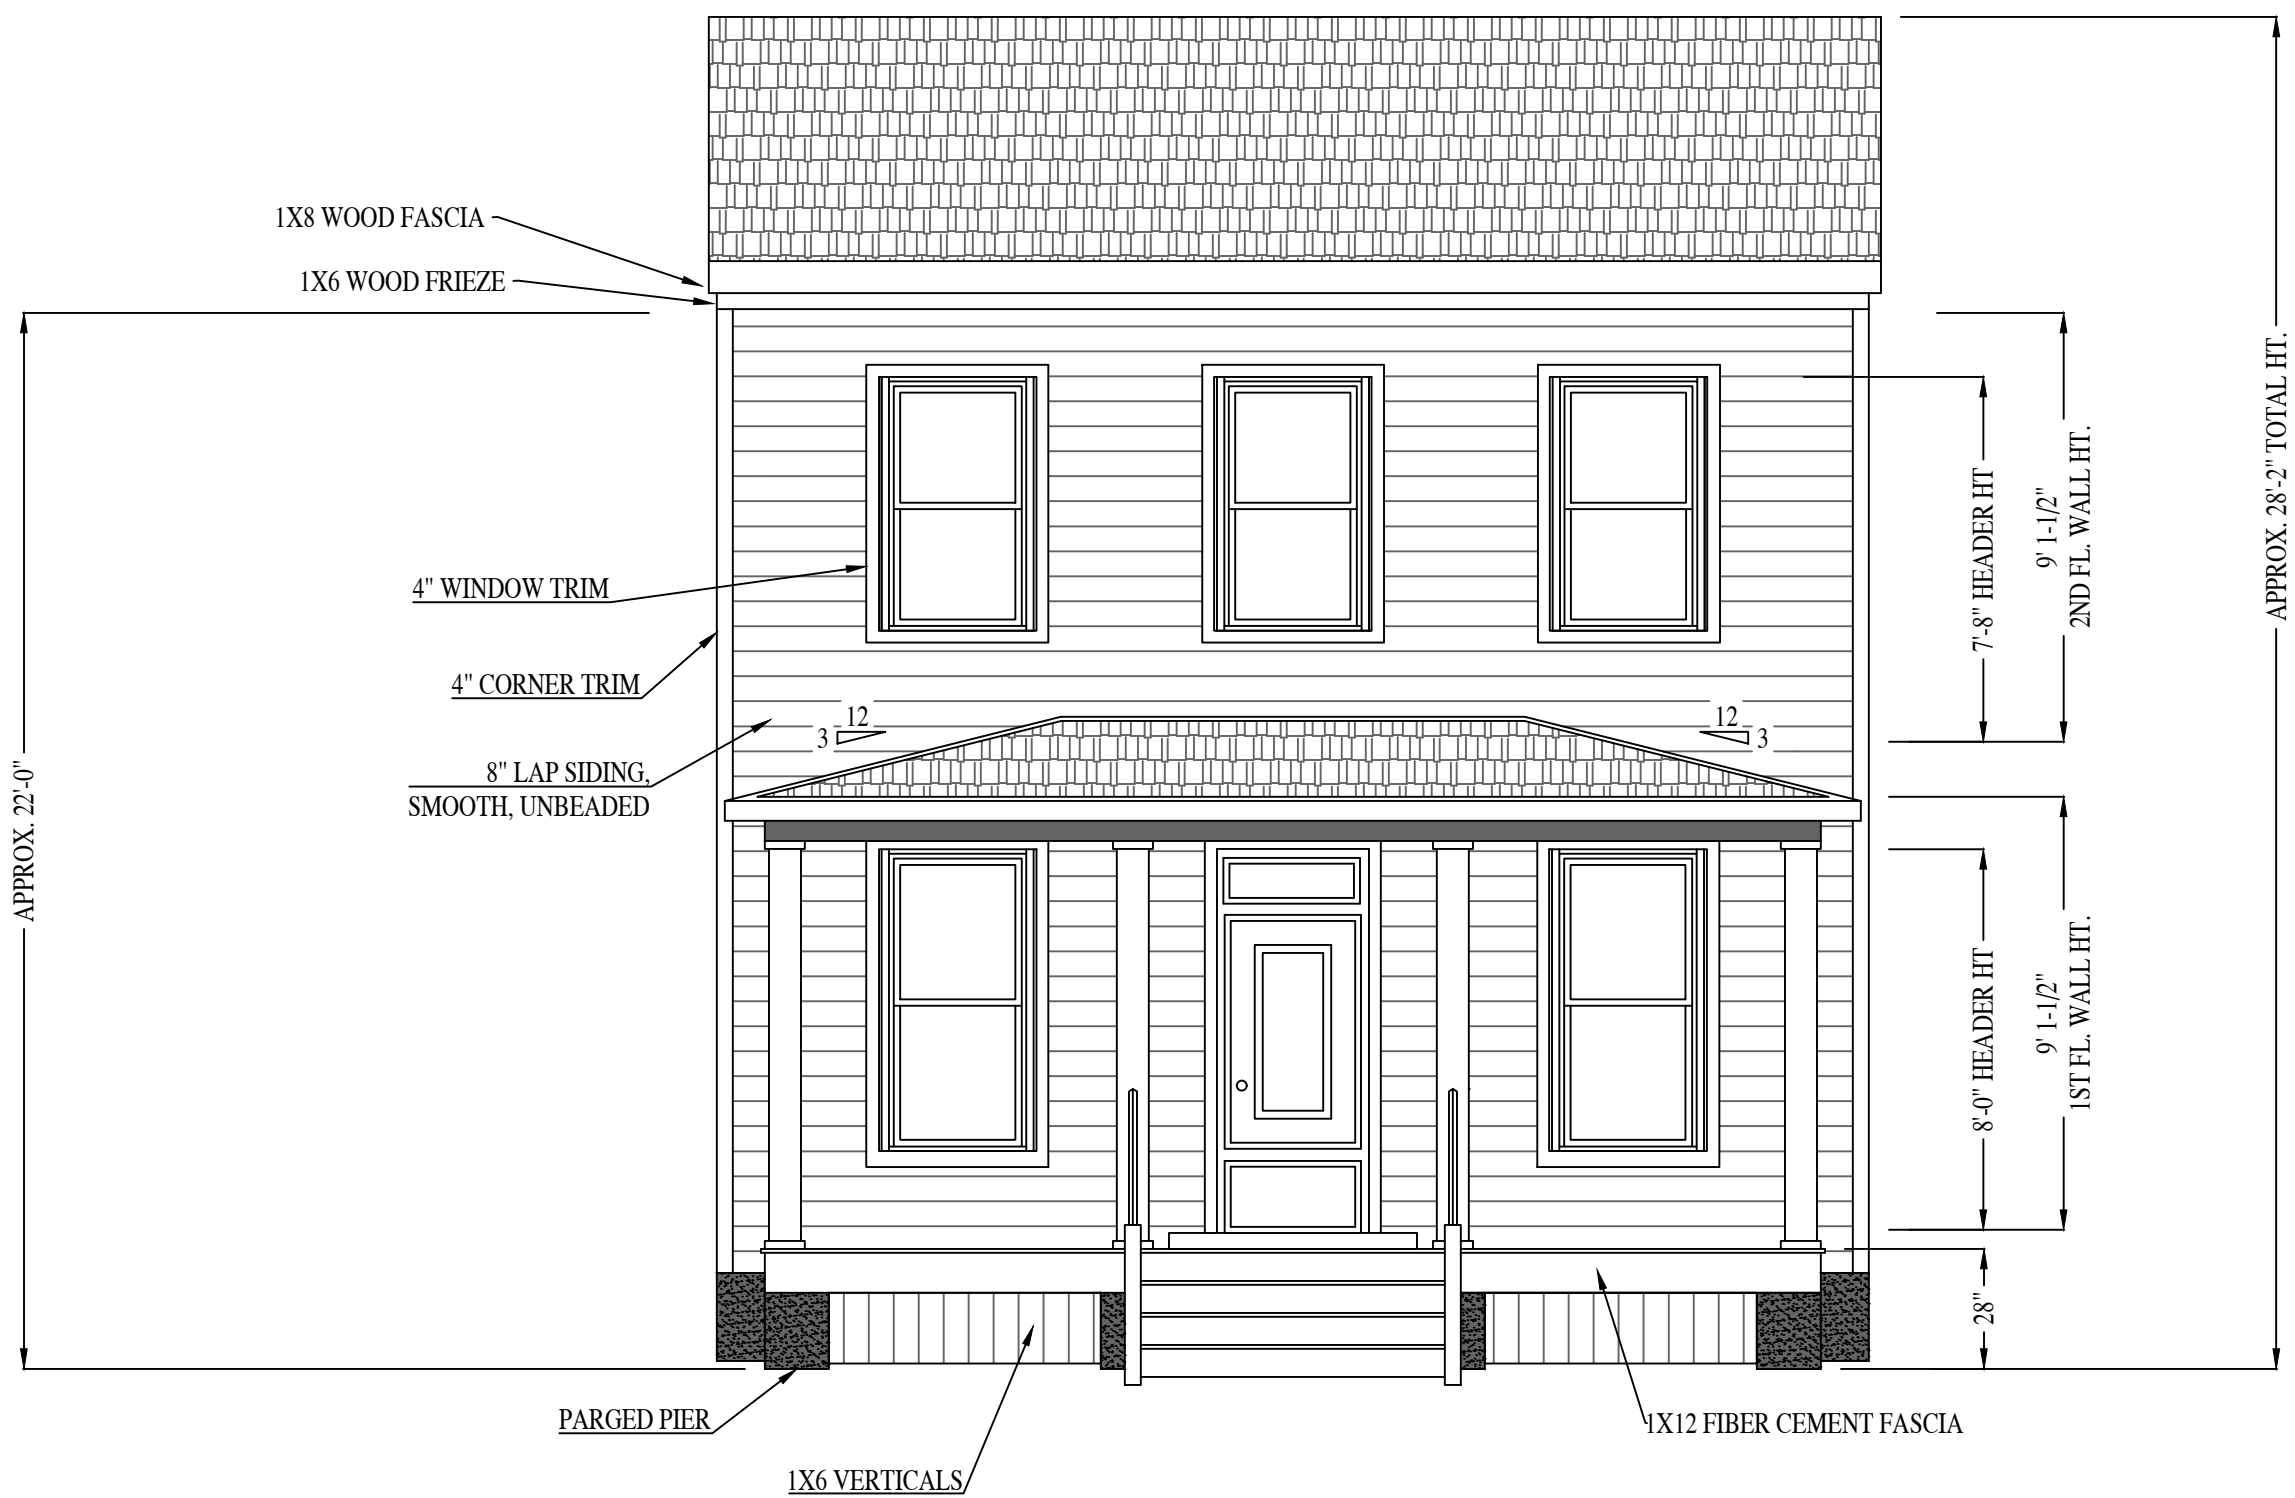 1X8 WOOD FASCIA
1X6 WOOD FRIEZE
4" WINDOW TRIM
4" CORNER TRIM
12
3
12
3
8" LAP SIDING,
SMOOTH, UNBEADED
APPROX. 22'-0"
7'-8" HEADER HT
9' 1-1/2"
2ND FL. WALL HT.
APPROX. 28'-2" TOTAL HT.
8'-0" HEADER HT
9' 1-1/2"
1ST FL. WALL HT.
28"
PARGED PIER
1X12 FIBER CEMENT FASCIA
1X6 VERTICALS